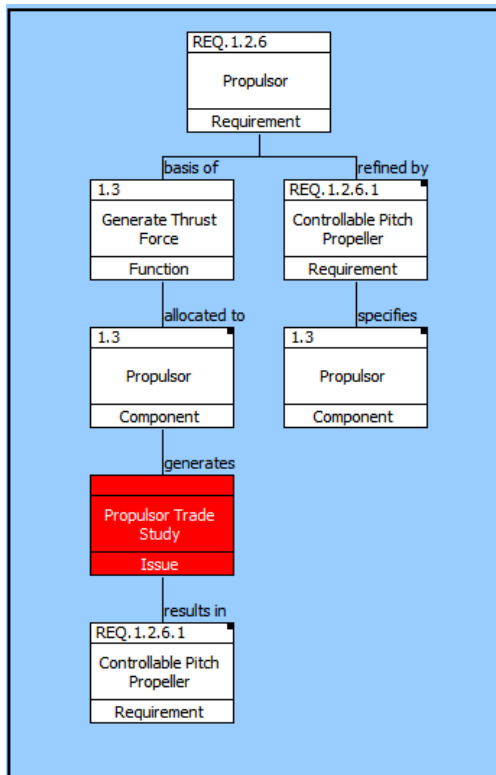 REQ.1.2.6
Propulsor
Requirement
basis of
refined by
1.3
Generate Thrust
Force
Function
REQ.1.2.6.1
Controllable Pitch
Propeller
Requirement
allocated to
specifies
1.3
Propulsor
Component
1.3
Propulsor
Component
generates
Propulsor Trade
Study
Issue
results in
REQ.1.2.6.1
Controllable Pitch
Propeller
Requirement